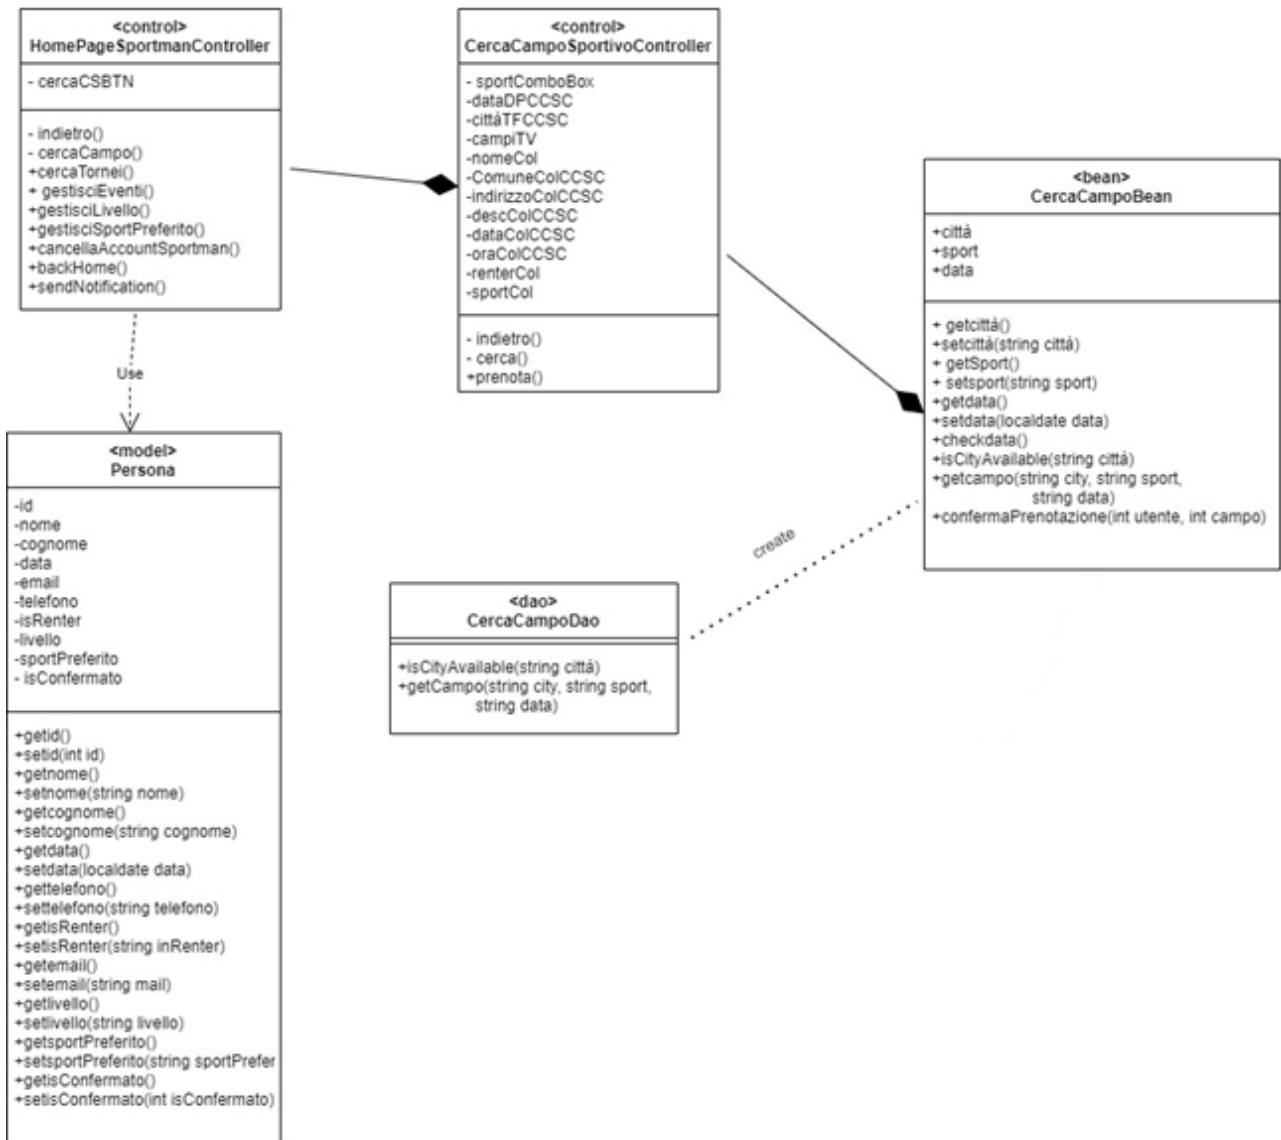 <control>
HomePageSportmanController
- cercaCSBTN
- indietro()
- cercaCampo()
+cercaTornei()
+ gestisciEventi()
+gestisciLivello()
+gestisciSportPreferito()
+cancellaAccountSportman()
+backHome()
+sendNotification()
<control>
CercaCampoSportivoController
- sportComboBox
-dataDPCCSC
-cittàTFCCSC
-campiTV
-nomeCol
-ComuneColCCSC
-indirizzoColCCSC
-descColCCSC
-dataColCCSC
-oraColCCSC
-renterCol
-sportCol
- indietro()
- cerca()
+prenota()
<bean>
CercaCampoBean
+città
+sport
+data
+ getcittà()
+setcittà(string città)
+ getSport()
+ setsport(string sport)
+getdata()
+setdata(localdate data)
+checkdata()
+isCityAvailable(string città)
+getcampo(string city, string sport,
string data)
+confermaPrenotazione(int utente, int campo)
Use
<model>
Persona
-id
-nome
-cognome
-data
-email
-telefono
-isRenter
-livello
-sportPreferito
- isConfermato
+getid()
+setid(int id)
+getnome()
+setnome(string nome)
+getcognome()
+setcognome(string cognome)
+getdata()
+setdata(localdate data)
+gettelefono()
+settelefono(string telefono)
+getisRenter()
+setisRenter(string inRenter)
+getemail()
+setemail(string mail)
+getlivello()
+setlivello(string livello)
+getsportPreferito()
+setsportPreferito(string sportPrefer
+getisConfermato()
+setisConfermato(int isConfermato)
create
<dao>
CercaCampoDao
+isCityAvailable(string città)
+getCampo(string city, string sport,
string data)